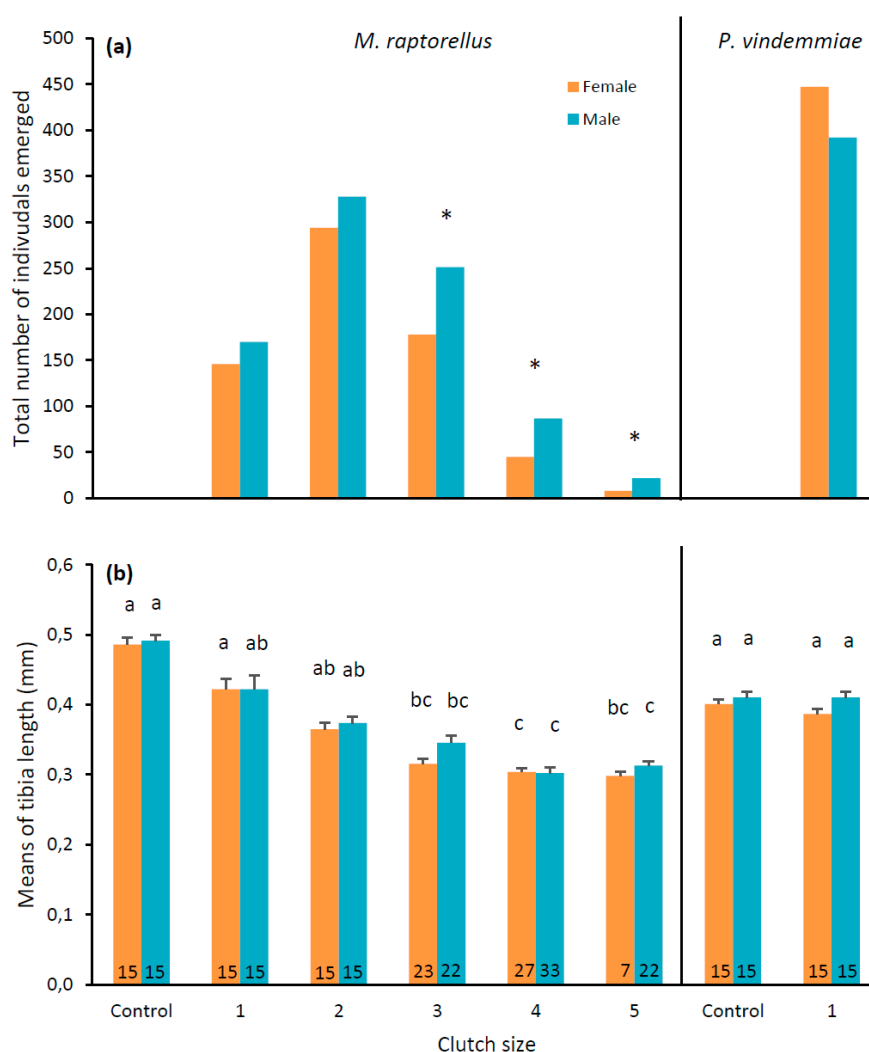 (a)
M. raptorellus
P. vindemmiae
Female
Male
Total number of indivudals emerged
500
450
400
350
300
250
200
150
100
50
0
*
*
*
(b)
Means of tibia length (mm)
0,6
0,5
0,4
0,3
0,2
0,1
0,0
a a
a ab
ab ab
bc bc
c c
bc c
a a
a a
15 15 15 15 15 15 23 22 27 33 7 22 15 15 15 15
Control 1 2 3 4 5 Control 1
Clutch size